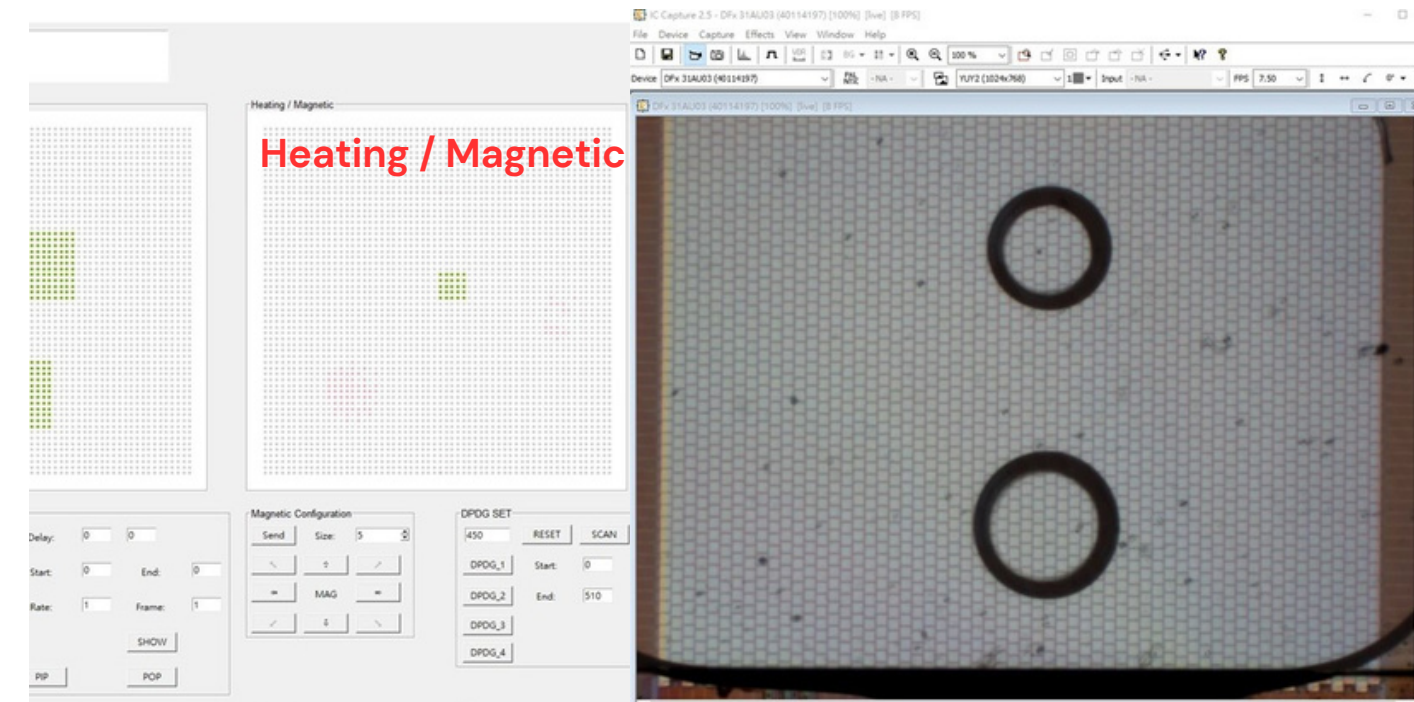 IC Capture 2.5 - DFx 31AU03 (40114197) [100%] [live] [8 FPS]
File Device Capture Effects View Window Help
100 %
Device DFx 31AU03 (40114197) -NA- YUY2 (1024x768) 1 Input -NA- FPS 7.50
DFx 31AU03 (40114197) [100%] [live] [8 FPS]
Heating / Magnetic
Heating / Magnetic
Delay: 0 0
Start: 0 End: 0
Rate: 1 Frame: 1
SHOW
PIP POP
Magnetic Configuration
Send Size: 5
MAG
DPDG SET
450 RESET SCAN
DPDG_1 Start: 0
DPDG_2 End: 510
DPDG_3
DPDG_4